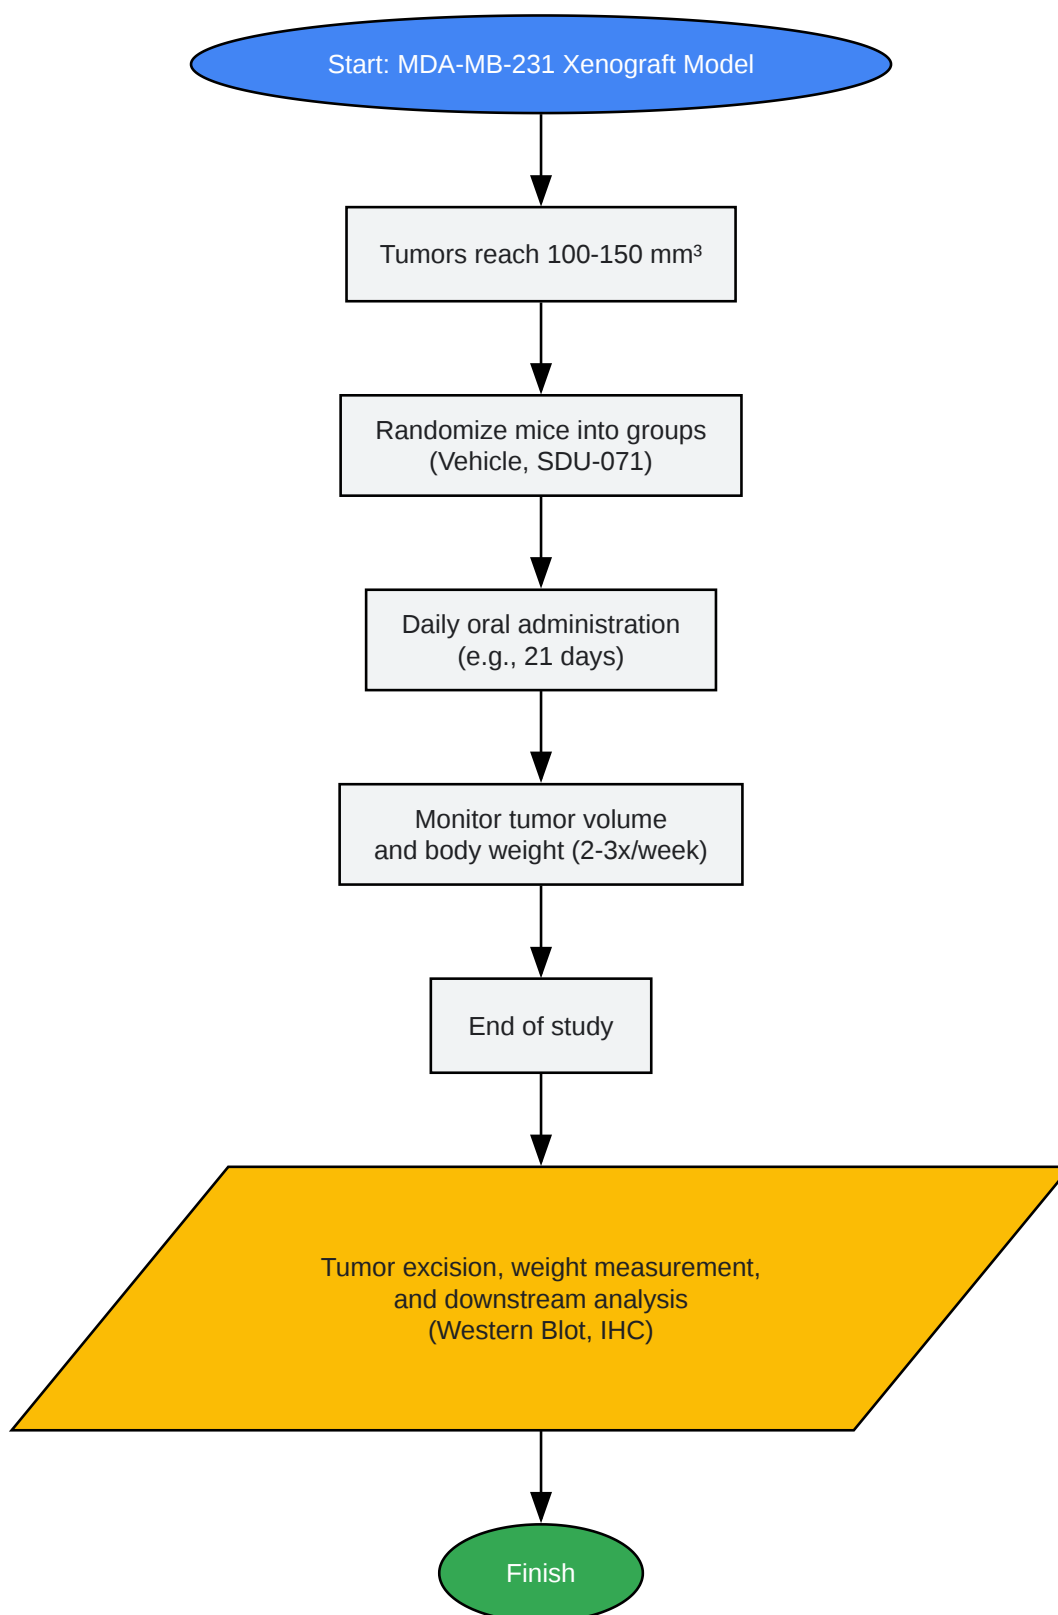 Start: MDA-MB-231 Xenograft Model
Tumors reach 100-150 mm³
Randomize mice into groups
(Vehicle, SDU-071)
Daily oral administration
(e.g., 21 days)
Monitor tumor volume
and body weight (2-3x/week)
End of study
Tumor excision, weight measurement,
and downstream analysis
(Western Blot, IHC)
Finish